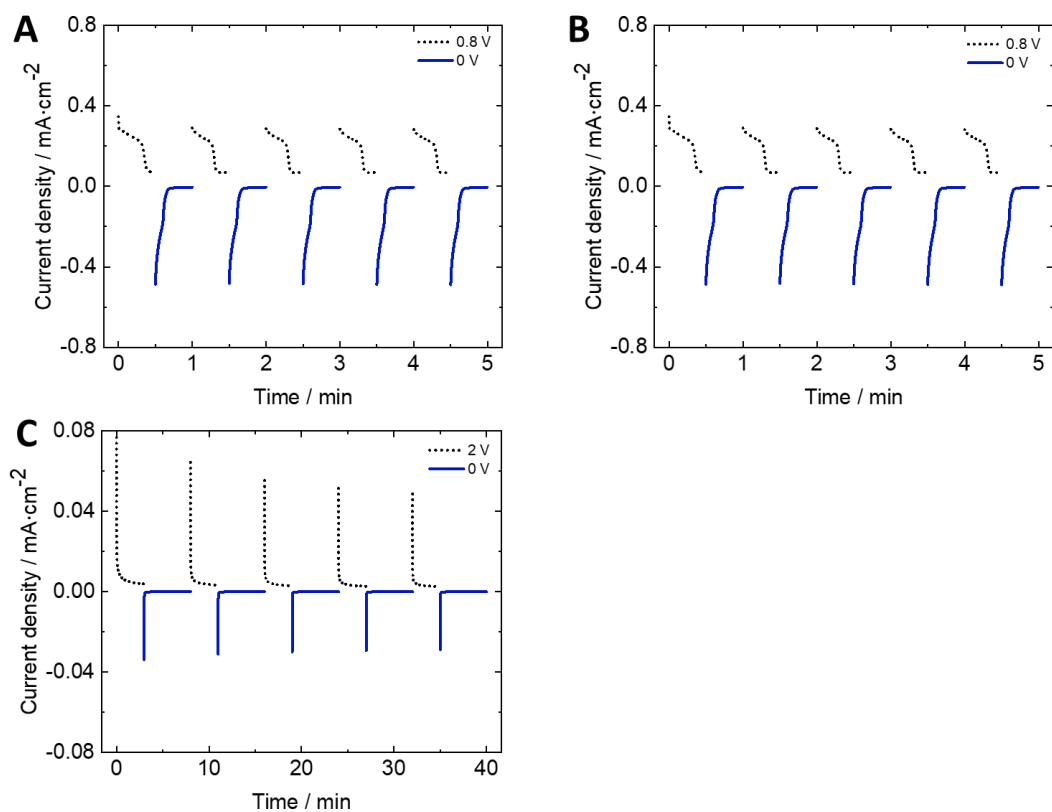 A
0.8 V
0 V
Current density / mA·cm-2
0.8
0.4
0.0
-0.4
-0.8
0 1 2 3 4 5
Time / min
B
0.8 V
0 V
Current density / mA·cm-2
0.8
0.4
0.0
-0.4
-0.8
0 1 2 3 4 5
Time / min
C
2 V
0 V
Current density / mA·cm-2
0.08
0.04
0.00
-0.04
-0.08
0 10 20 30 40
Time / min